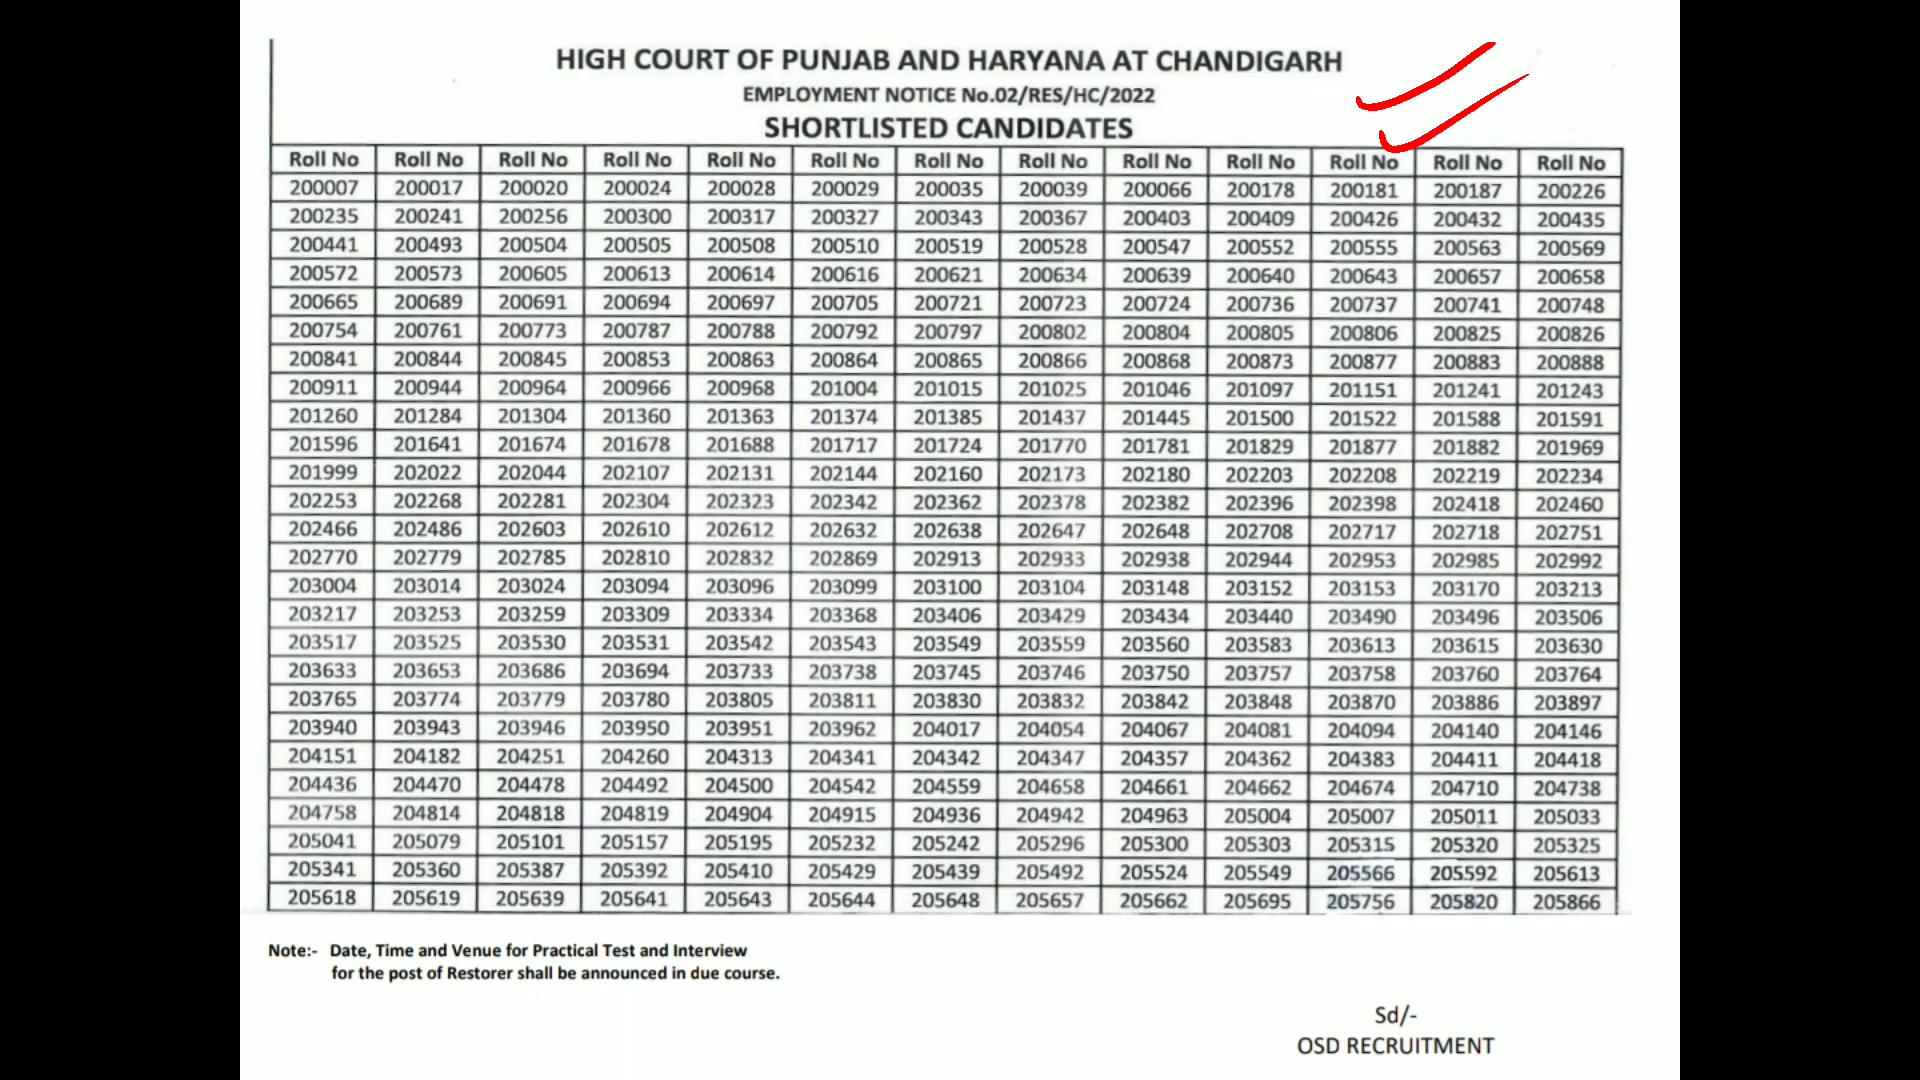 HIGH COURT OF PUNJAB AND HARYANA AT CHANDIGARH
EMPLOYMENT NOTICE No.02/RES/HC/2022
SHORTLISTED CANDIDATES
Roll No Roll No Roll No Roll No Roll No Roll No Roll No Roll No Roll No Roll No Roll No Roll No Roll No
200007 200017 200020 200024 200028 200029 200035 200039 200066 200178 200181 200187 200226
200235 200241 200256 200300 200317 200327 200343 200367 200403 200409 200426 200432 200435
200441 200493 200504 200505 200508 200510 200519 200528 200547 200552 200555 200563 200569
200572 200573 200605 200613 200614 200616 200621 200634 200639 200640 200643 200657 200658
200665 200689 200691 200694 200697 200705 200721 200723 200724 200736 200737 200741 200748
200754 200761 200773 200787 200788 200792 200797 200802 200804 200805 200806 200825 200826
200841 200844 200845 200853 200863 200864 200865 200866 200868 200873 200877 200883 200888
200911 200944 200964 200966 200968 201004 201015 201025 201046 201097 201151 201241 201243
201260 201284 201304 201360 201363 201374 201385 201437 201445 201500 201522 201588 201591
201596 201641 201674 201678 201688 201717 201724 201770 201781 201829 201877 201882 201969
201999 202022 202044 202107 202131 202144 202160 202173 202180 202203 202208 202219 202234
202253 202268 202281 202304 202323 202342 202362 202378 202382 202396 202398 202418 202460
202466 202486 202603 202610 202612 202632 202638 202647 202648 202708 202717 202718 202751
202770 202779 202785 202810 202832 202869 202913 202933 202938 202944 202953 202985 202992
203004 203014 203024 203094 203096 203099 203100 203104 203148 203152 203153 203170 203213
203217 203253 203259 203309 203334 203368 203406 203429 203434 203440 203490 203496 203506
203517 203525 203530 203531 203542 203543 203549 203559 203560 203583 203613 203615 203630
203633 203653 203686 203694 203733 203738 203745 203746 203750 203757 203758 203760 203764
203765 203774 203779 203780 203805 203811 203830 203832 203842 203848 203870 203886 203897
203940 203943 203946 203950 203951 203962 204017 204054 204067 204081 204094 204140 204146
204151 204182 204251 204260 204313 204341 204342 204347 204357 204362 204383 204411 204418
204436 204470 204478 204492 204500 204542 204559 204658 204661 204662 204674 204710 204738
204758 204814 204818 204819 204904 204915 204936 204942 204963 205004 205007 205011 205033
205041 205079 205101 205157 205195 205232 205242 205296 205300 205303 205315 205320 205325
205341 205360 205387 205392 205410 205429 205439 205492 205524 205549 205566 205592 205613
205618 205619 205639 205641 205643 205644 205648 205657 205662 205695 205756 205820 205866
Note:- Date, Time and Venue for Practical Test and Interview
for the post of Restorer shall be announced in due course.
Sd/-
OSD RECRUITMENT